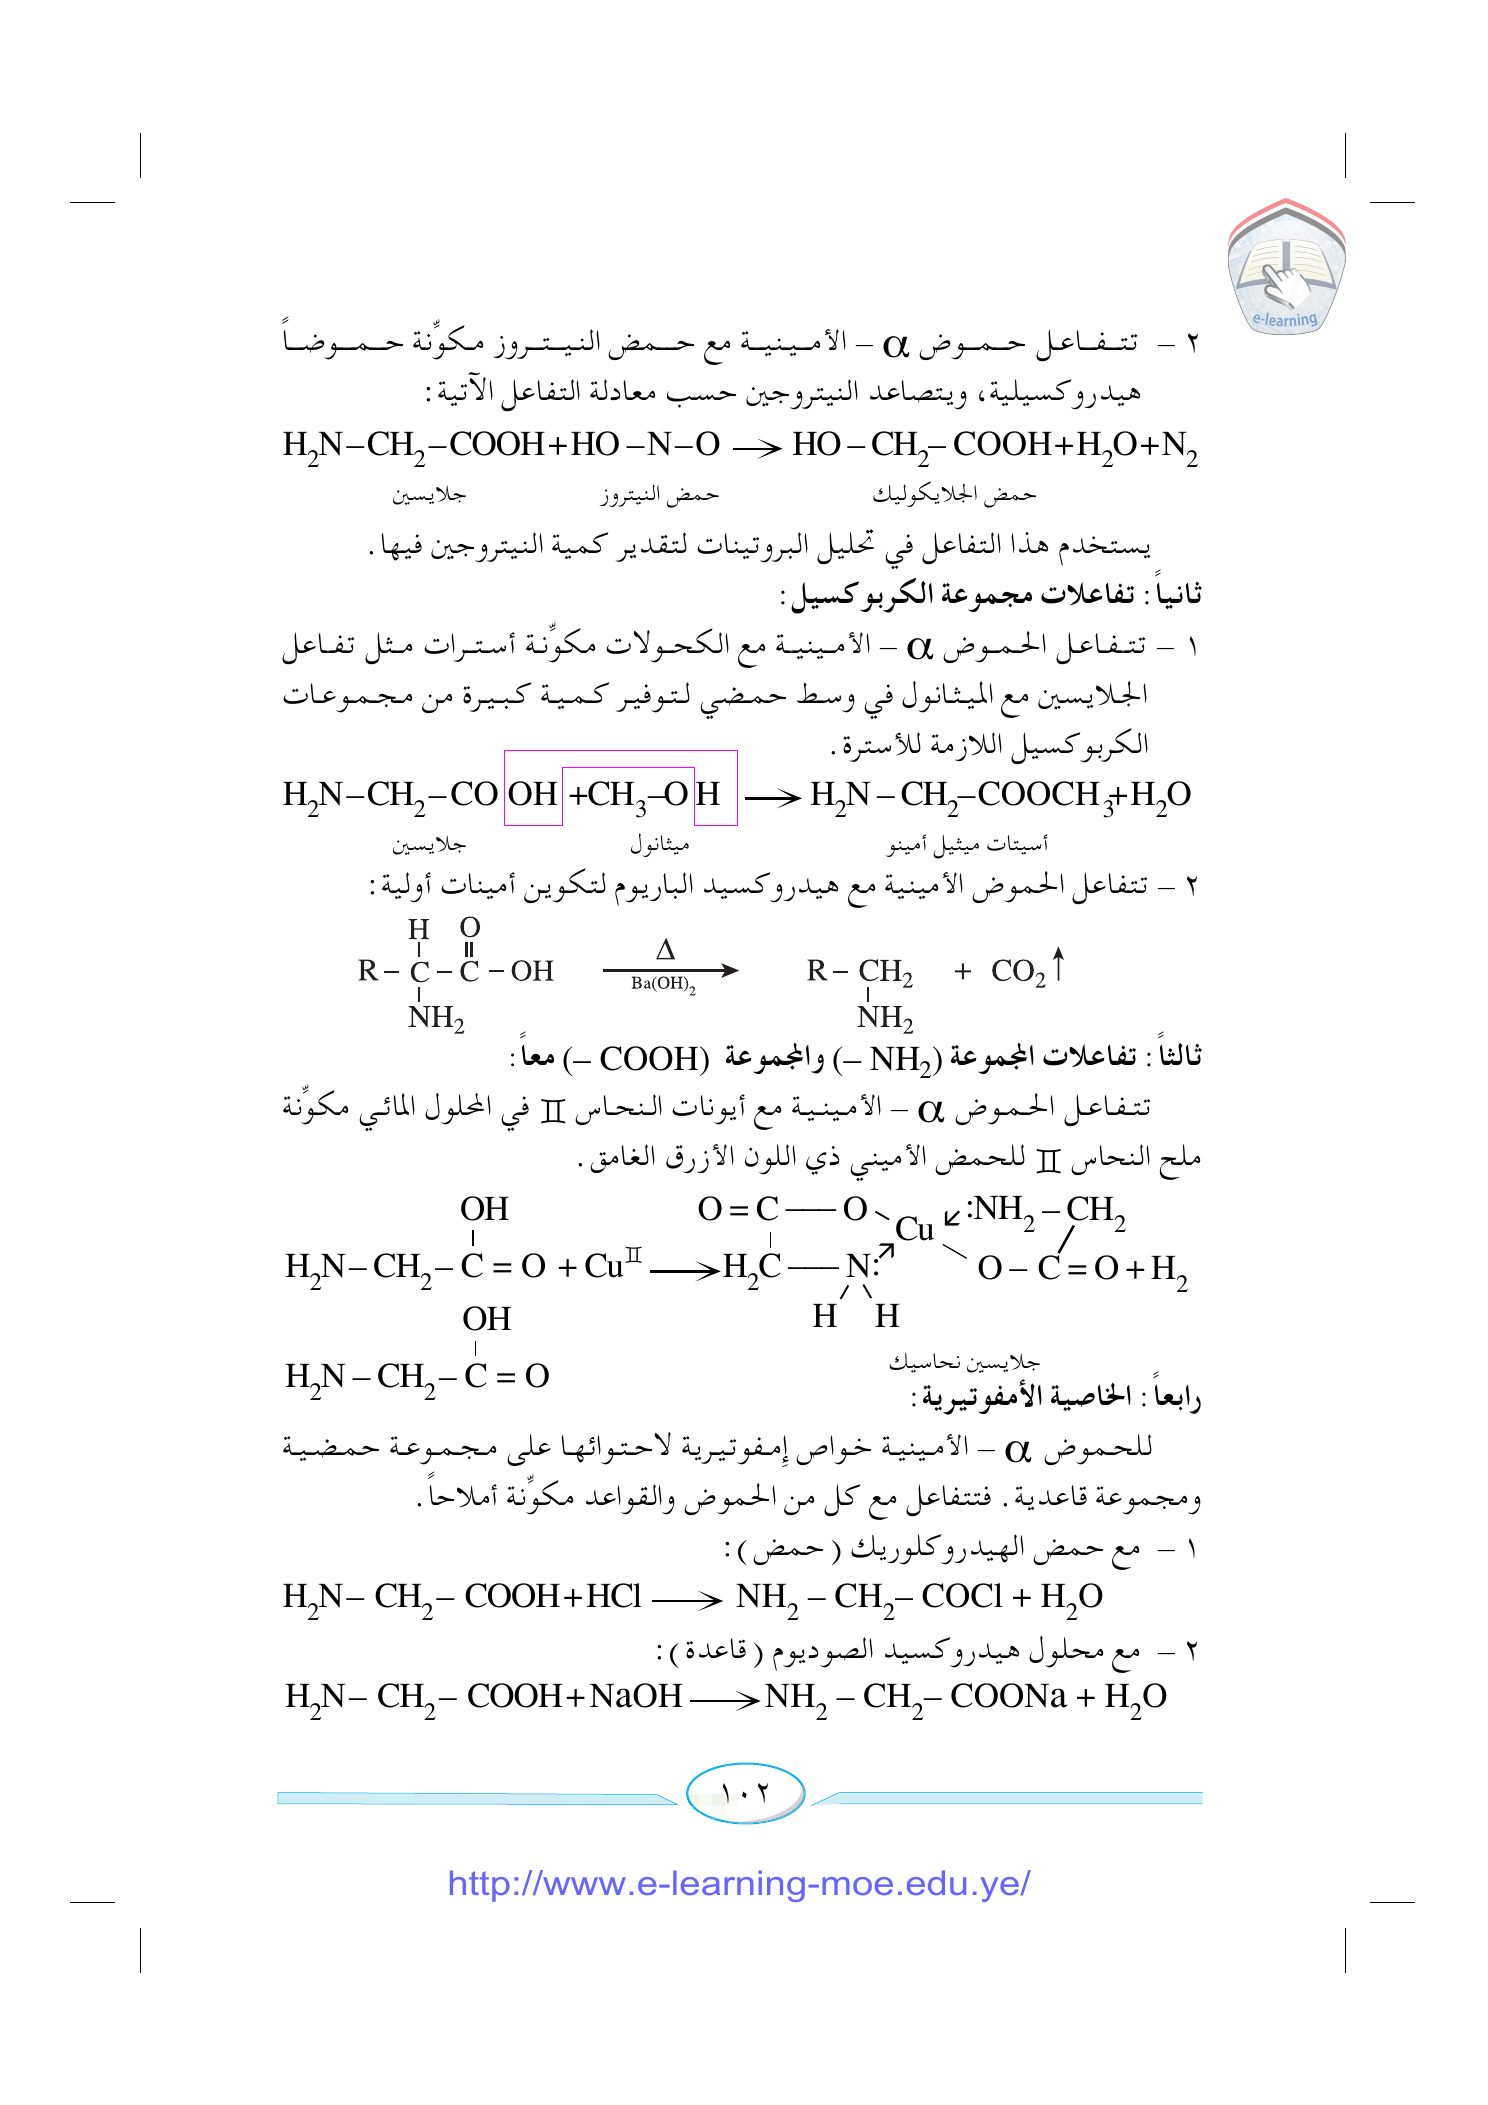 e-learning
٢ – تتفاعل حموض α – الأمينية مع حمض النيتروز مكوِّنة حموضاً
هيدروكسيلية، ويتصاعد النيتروجين حسب معادلة التفاعل الآتية:
H₂N–CH₂–COOH+HO–N–O → HO–CH₂–COOH+H₂O+N₂
جلايسين حمض النيتروز حمض الجلايكوليك
يستخدم هذا التفاعل في تحليل البروتينات لتقدير كمية النيتروجين فيها.
ثانياً: تفاعلات مجموعة الكربوكسيل:
١ – تتفاعل الحموض α – الأمينية مع الكحولات مكوِّنة أسترات مثل تفاعل
الجلايسين مع الميثانول في وسط حمضي لتوفير كمية كبيرة من مجموعات
الكربوكسيل اللازمة للأسترة.
H₂N–CH₂–CO OH +CH₃–O H → H₂N–CH₂–COOCH₃+H₂O
جلايسين ميثانول أسيتات ميثيل أمينو
٢ – تتفاعل الحموض الأمينية مع هيدروكسيد الباريوم لتكوين أمينات أولية:
H O Δ
R – C – C – OH Ba(OH)₂ R – CH₂ + CO₂↑
NH₂ NH₂
ثالثاً: تفاعلات المجموعة (– NH₂) والمجموعة (– COOH) معاً:
تتفاعل الحموض α – الأمينية مع أيونات النحاس II في المحلول المائي مكوِّنة
ملح النحاس II للحمض الأميني ذي اللون الأزرق الغامق.
OH O = C — O Cu :NH₂ – CH₂
H₂N–CH₂–C = O + Cuᴵᴵ → H₂C — N: O – C = O + H₂
OH H H
H₂N – CH₂– C = O
جلايسين نحاسيك
رابعاً: الخاصية الأمفوتيرية:
للحموض α – الأمينية خواص إمفوتيرية لاحتوائها على مجموعة حمضية
ومجموعة قاعدية. فتتفاعل مع كل من الحموض والقواعد مكوِّنة أملاحاً.
١ – مع حمض الهيدروكلوريك (حمض):
H₂N– CH₂– COOH+HCl → NH₂ – CH₂– COCl + H₂O
٢ – مع محلول هيدروكسيد الصوديوم (قاعدة):
H₂N– CH₂– COOH+NaOH → NH₂ – CH₂– COONa + H₂O
١٠٢
http://www.e-learning-moe.edu.ye/